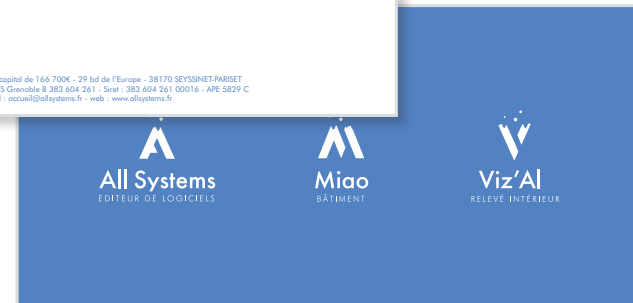 capital de 166 700€ - 29 bd de l'Europe - 38170 SEYSSINET-PARISET
S Grenoble B 383 604 261 - Siret : 383 604 261 00016 - APE 5829 C
l : accueil@allsystems.fr - web : www.allsystems.fr
All Systems
EDITEUR DE LOGICIELS
Miao
BÂTIMENT
Viz'Al
RELEVÉ INTÉRIEUR